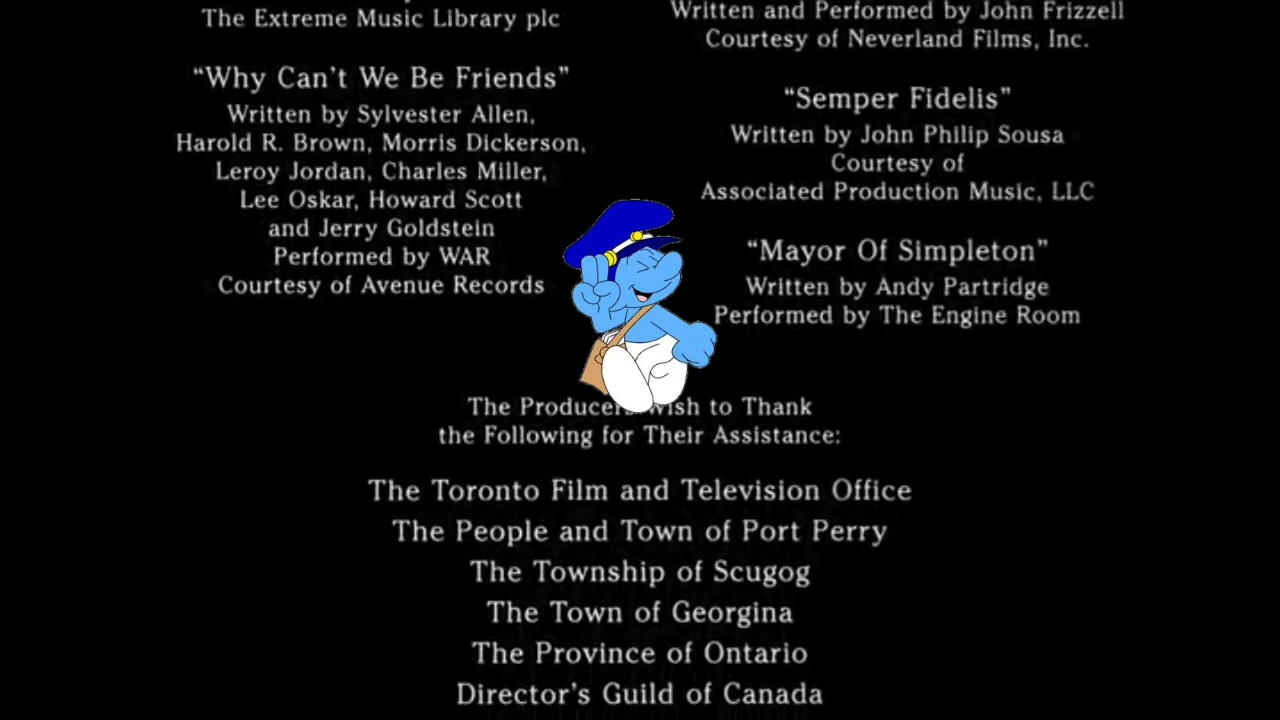 The Extreme Music Library plc
“Why Can’t We Be Friends”
Written by Sylvester Allen,
Harold R. Brown, Morris Dickerson,
Leroy Jordan, Charles Miller,
Lee Oskar, Howard Scott
and Jerry Goldstein
Performed by WAR
Courtesy of Avenue Records
Written and Performed by John Frizzell
Courtesy of Neverland Films, Inc.
“Semper Fidelis”
Written by John Philip Sousa
Courtesy of
Associated Production Music, LLC
“Mayor Of Simpleton”
Written by Andy Partridge
Performed by The Engine Room
The Producers Wish to Thank
the Following for Their Assistance:
The Toronto Film and Television Office
The People and Town of Port Perry
The Township of Scugog
The Town of Georgina
The Province of Ontario
Director’s Guild of Canada